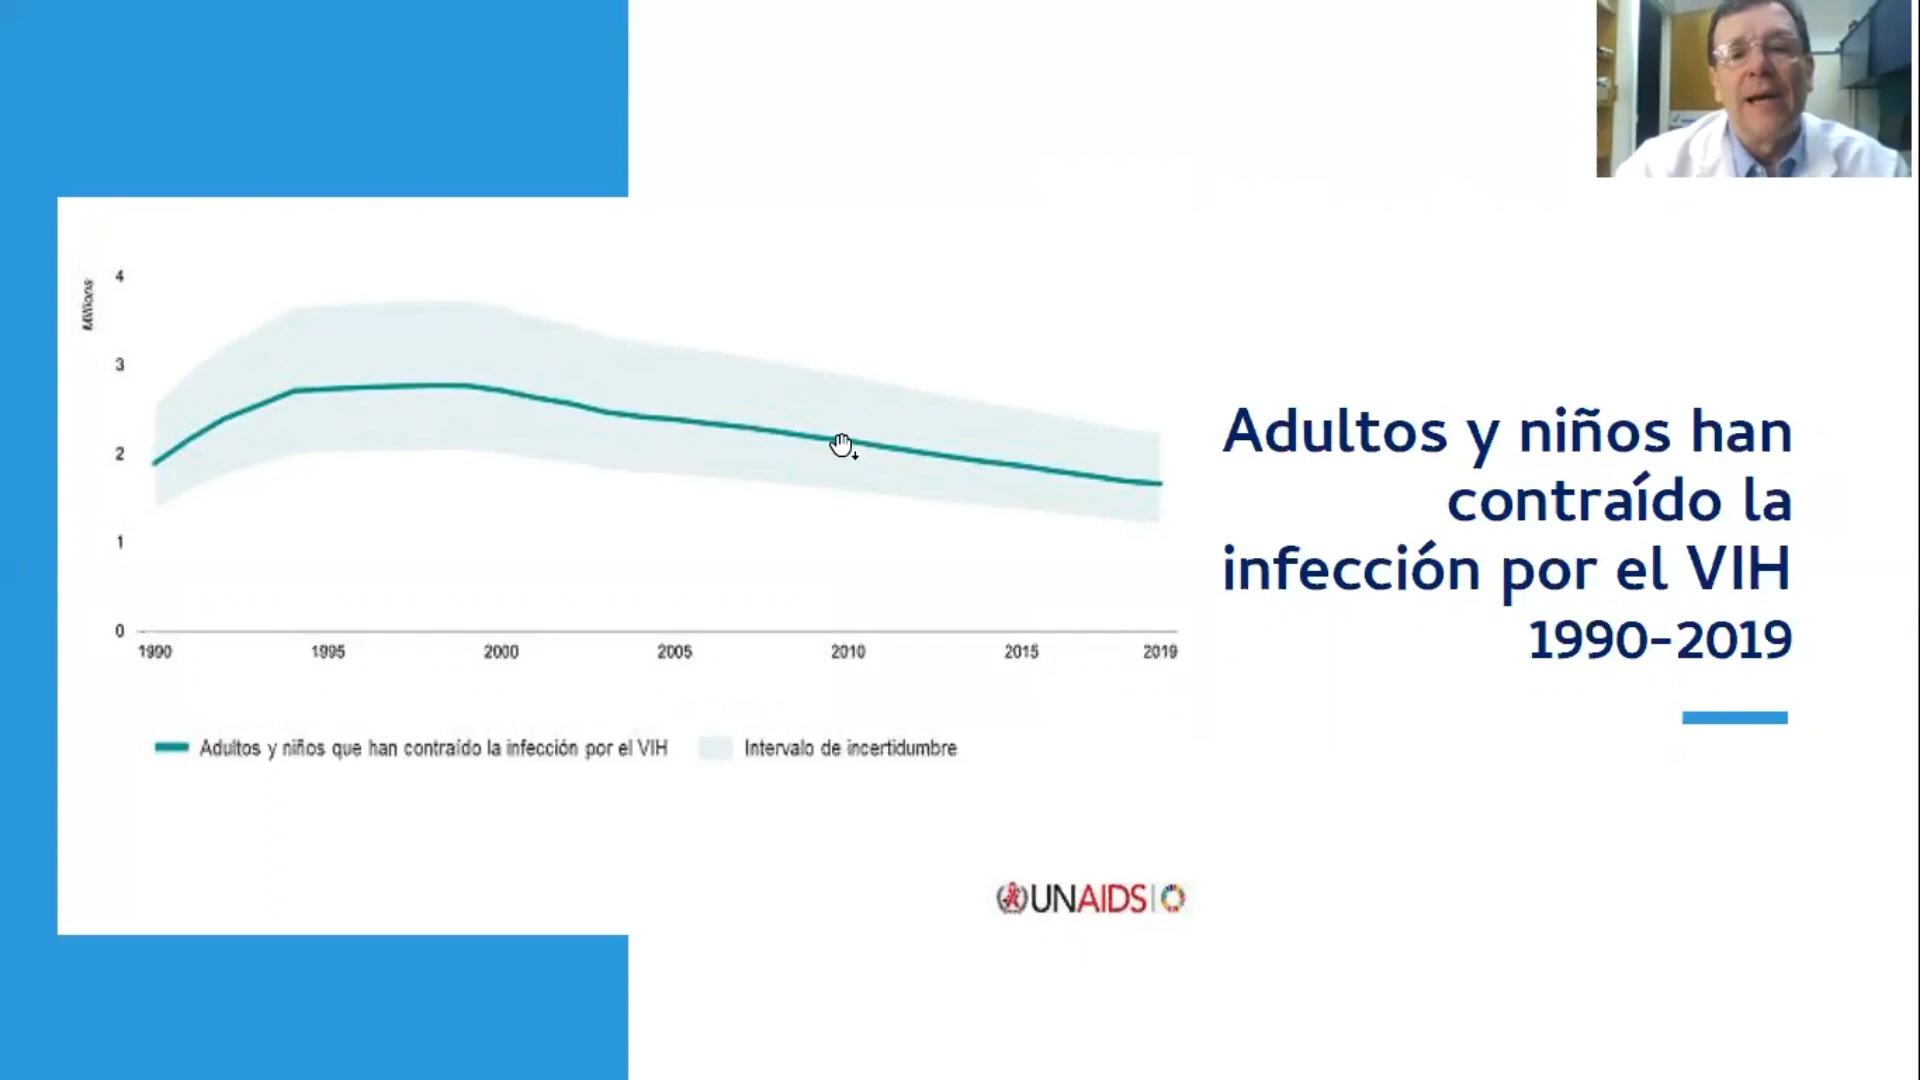 Millions
4
3
2
1
0
1990 1995 2000 2005 2010 2015 2019
Adultos y niños que han contraído la infección por el VIH Intervalo de incertidumbre
UNAIDS
Adultos y niños han
contraído la
infección por el VIH
1990-2019